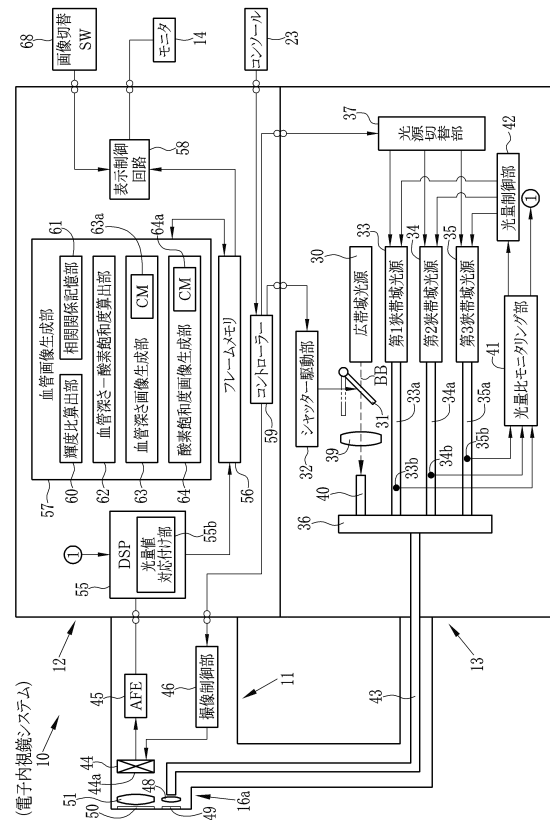 (電子内視鏡システム)
10
68
画像切替
SW
モニタ
14
コンソール
23
12
表示制御
回路
58
血管画像生成部
57
輝度比算出部
60
相関関係記憶部
61
血管深さ−酸素飽和度算出部
62
血管深さ画像生成部
63
CM
63a
酸素飽和度画像生成部
64
CM
64a
フレームメモリ
56
コントローラー
59
1
55
DSP
光量値
対応付け部
55b
11
45
AFE
46
撮像制御部
44
44a
51
50
48
49
16a
43
13
37
光源
切替部
シャッター駆動部
32
30
広帯域光源
BB
31
39
40
36
33
第1狭帯域光源
33a
33b
34
第2狭帯域光源
34a
34b
35
第3狭帯域光源
35a
35b
42
光量制御部
1
41
光量比モニタリング部